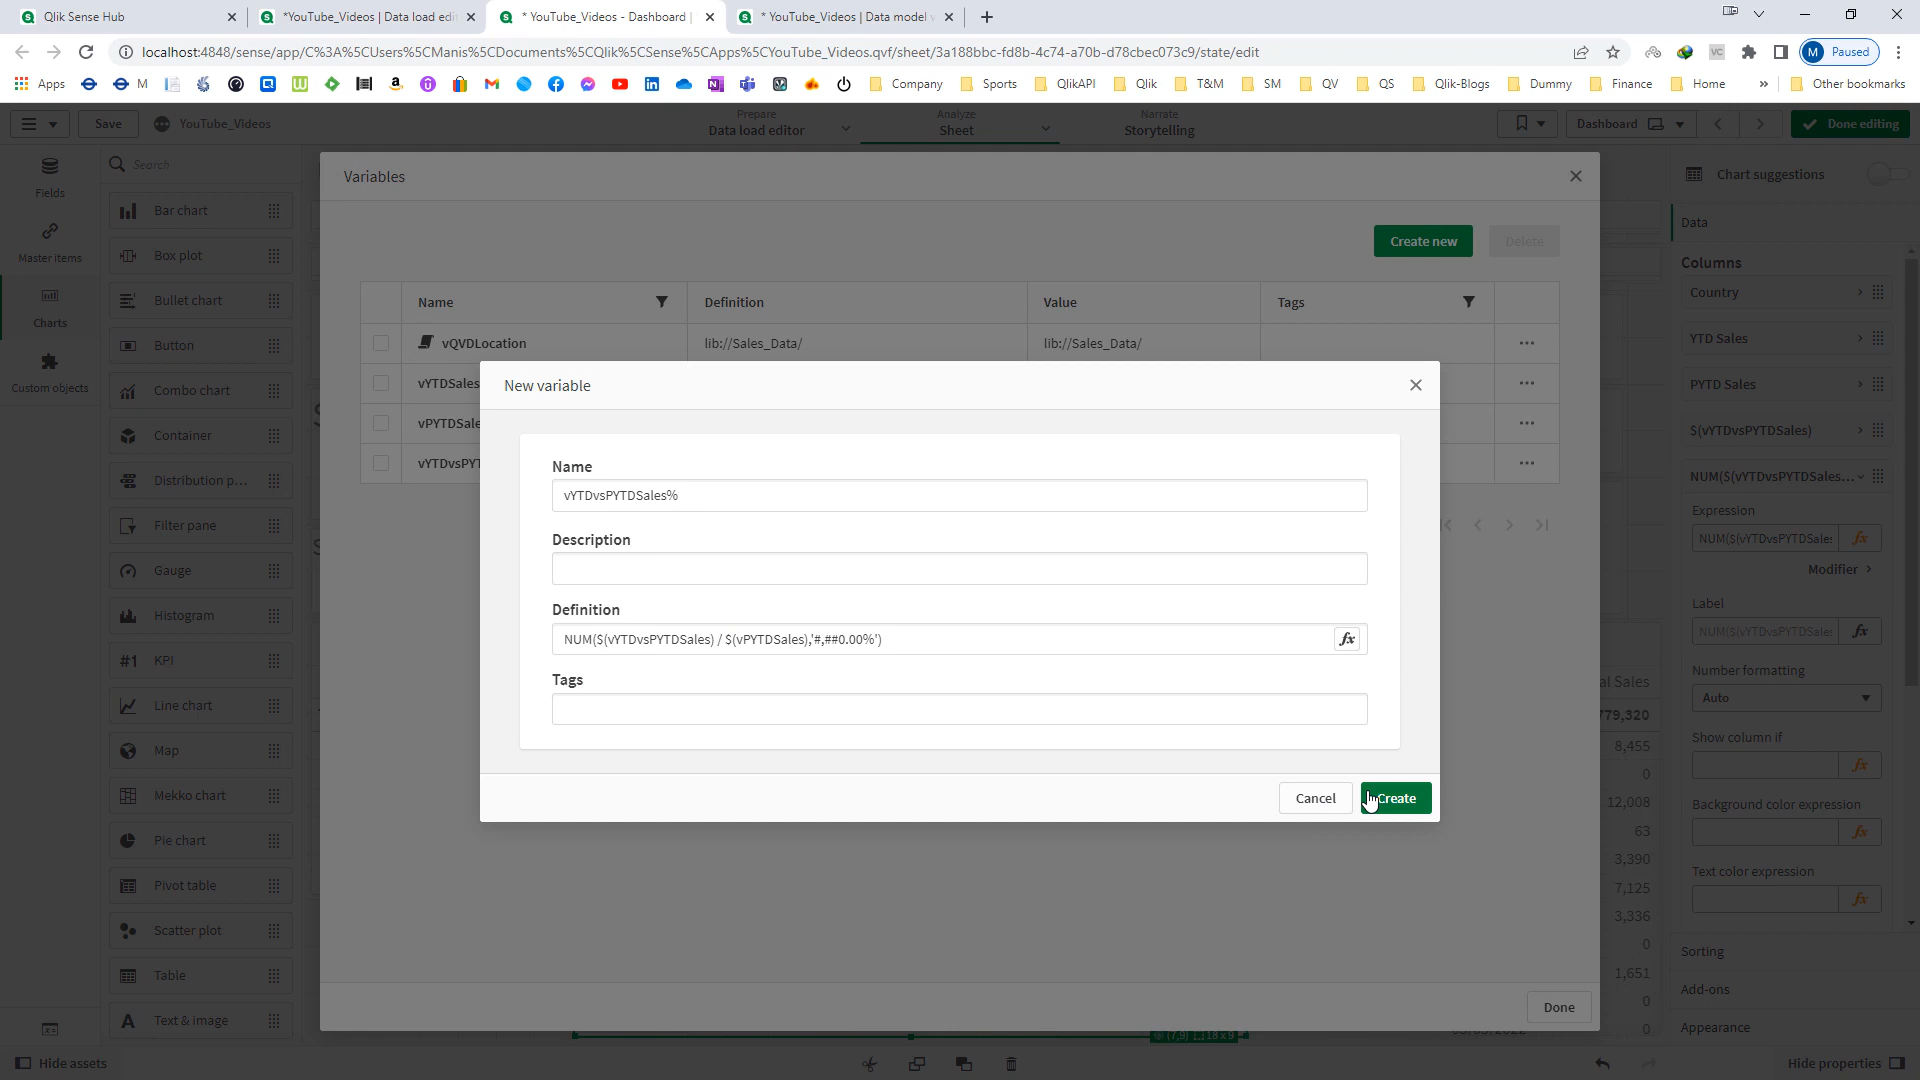 Qlik Sense Hub
*YouTube_Videos | Data load edit
* YouTube_Videos - Dashboard |
* YouTube_Videos | Data model v
localhost:4848/sense/app/C%3A%5CUsers%5CManis%5CDocuments%5CQlik%5CSense%5CApps%5CYouTube_Videos.qvf/sheet/3a188bbc-fd8b-4c74-a70b-d78cbec073c9/state/edit
M Paused
Apps
M
Company
Sports
QlikAPI
Qlik
T&M
SM
QV
QS
Qlik-Blogs
Dummy
Finance
Home
Other bookmarks
Save
YouTube_Videos
Prepare
Data load editor
Analyze
Sheet
Narrate
Storytelling
Dashboard
Done editing
Fields
Master items
Charts
Custom objects
Search
Bar chart
Box plot
Bullet chart
Button
Combo chart
Container
Distribution p...
Filter pane
Gauge
Histogram
KPI
Line chart
Map
Mekko chart
Pie chart
Pivot table
Scatter plot
Table
Text & image
Variables
Create new
Delete
Name
Definition
Value
Tags
vQVDLocation
lib://Sales_Data/
lib://Sales_Data/
vYTDSales
vPYTDSale
vYTDvsPYT
New variable
Name
vYTDvsPYTDSales%
Description
Definition
NUM($(vYTDvsPYTDSales) / $(vPYTDSales),'#,##0.00%')
Tags
Cancel
Create
Done
al Sales
779,320
8,455
0
12,008
63
3,390
7,125
3,336
0
1,651
0
0
Chart suggestions
Data
Columns
Country
YTD Sales
PYTD Sales
$(vYTDvsPYTDSales)
NUM($(vYTDvsPYTDSales...
Expression
NUM($(vYTDvsPYTDSales
Modifier
Label
NUM($(vYTDvsPYTDSales
Number formatting
Auto
Show column if
Background color expression
Text color expression
Sorting
Add-ons
Appearance
Hide assets
Hide properties